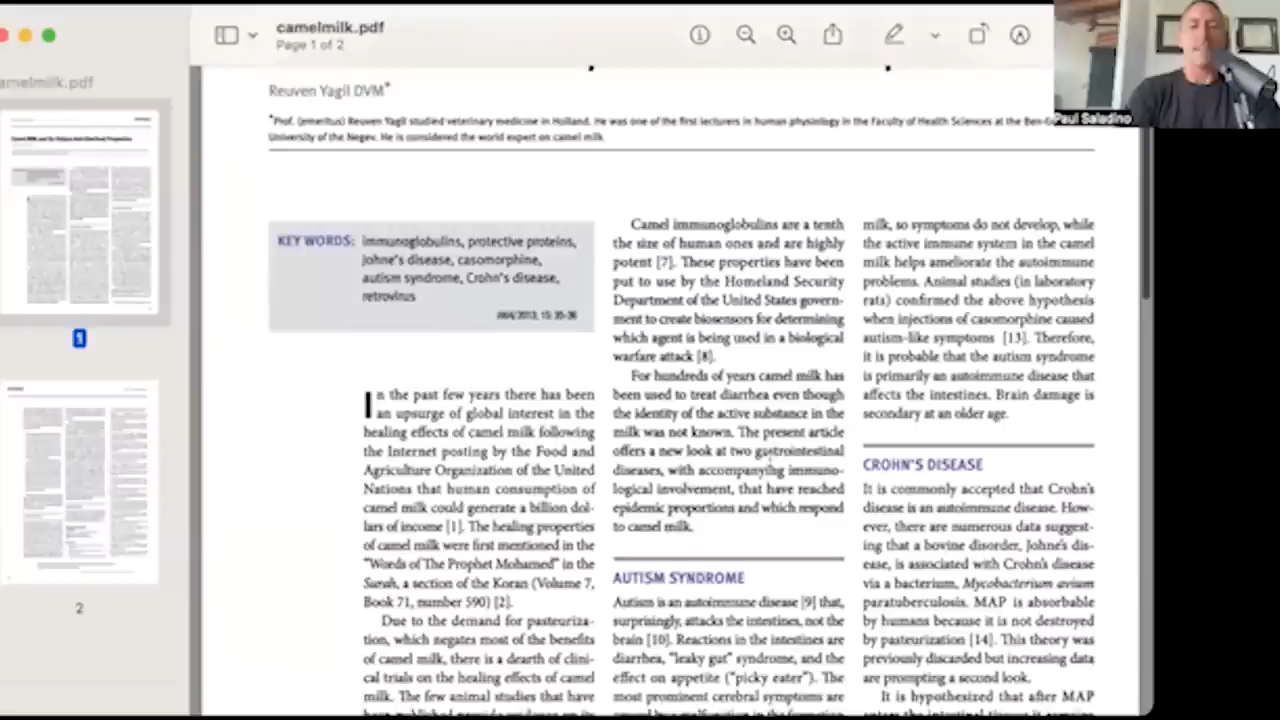 camelmilk.pdf
Page 1 of 2
amelmilk.pdf
1
2
Paul Saladino
Reuven Yagil DVM*
*Prof. (emeritus) Reuven Yagil studied veterinary medicine in Holland. He was one of the first lecturers in human physiology in the Faculty of Health Sciences at the Ben-G
University of the Negev. He is considered the world expert on camel milk.
KEY WORDS: immunoglobulins, protective proteins,
Johne's disease, casomorphine,
autism syndrome, Crohn's disease,
retrovirus
IMAJ 2013; 15: 35-36
In the past few years there has been
an upsurge of global interest in the
healing effects of camel milk following
the Internet posting by the Food and
Agriculture Organization of the United
Nations that human consumption of
camel milk could generate a billion dol-
lars of income [1]. The healing properties
of camel milk were first mentioned in the
"Words of The Prophet Mohamed" in the
Surah, a section of the Koran (Volume 7,
Book 71, number 590) [2].
Due to the demand for pasteuriza-
tion, which negates most of the benefits
of camel milk, there is a dearth of clini-
cal trials on the healing effects of camel
milk. The few animal studies that have
Camel immunoglobulins are a tenth
the size of human ones and are highly
potent [7]. These properties have been
put to use by the Homeland Security
Department of the United States govern-
ment to create biosensors for determining
which agent is being used in a biological
warfare attack [8].
For hundreds of years camel milk has
been used to treat diarrhea even though
the identity of the active substance in the
milk was not known. The present article
offers a new look at two gastrointestinal
diseases, with accompanying immuno-
logical involvement, that have reached
epidemic proportions and which respond
to camel milk.
AUTISM SYNDROME
Autism is an autoimmune disease [9] that,
surprisingly, attacks the intestines, not the
brain [10]. Reactions in the intestines are
diarrhea, "leaky gut" syndrome, and the
effect on appetite ("picky eater"). The
most prominent cerebral symptoms are
milk, so symptoms do not develop, while
the active immune system in the camel
milk helps ameliorate the autoimmune
problems. Animal studies (in laboratory
rats) confirmed the above hypothesis
when injections of casomorphine caused
autism-like symptoms [13]. Therefore,
it is probable that the autism syndrome
is primarily an autoimmune disease that
affects the intestines. Brain damage is
secondary at an older age.
CROHN'S DISEASE
It is commonly accepted that Crohn's
disease is an autoimmune disease. How-
ever, there are numerous data suggest-
ing that a bovine disorder, Johne's dis-
ease, is associated with Crohn's disease
via a bacterium, Mycobacterium avium
paratuberculosis. MAP is absorbable
by humans because it is not destroyed
by pasteurization [14]. This theory was
previously discarded but increasing data
are prompting a second look.
It is hypothesized that after MAP